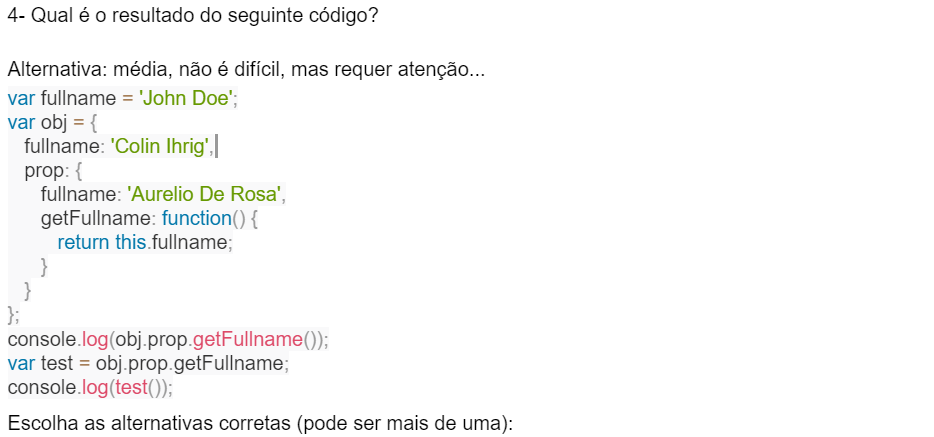 4- Qual é o resultado do seguinte código?
Alternativa: média, não é difícil, mas requer atenção...
var fullname = 'John Doe';
var obj = {
fullname: 'Colin Ihrig',
prop: {
fullname: 'Aurelio De Rosa',
getFullname: function() {
return this.fullname;
}
}
};
console.log(obj.prop.getFullname());
var test = obj.prop.getFullname;
console.log(test());
Escolha as alternativas corretas (pode ser mais de uma):